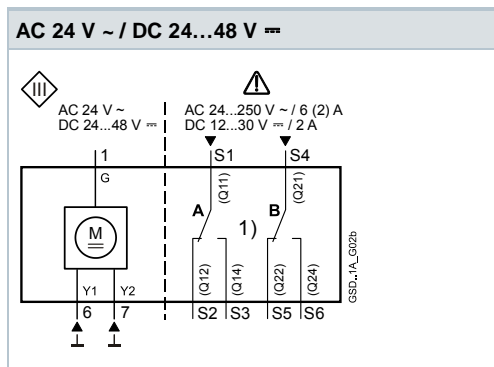 AC 24 V ~ / DC 24...48 V ⎓
III
AC 24 V ~
DC 24...48 V ⎓
AC 24...250 V ~ / 6 (2) A
DC 12...30 V ⎓ / 2 A
1
S1
S4
G
(Q11)
(Q21)
A
B
1)
M
Y1
Y2
(Q12)
(Q14)
(Q22)
(Q24)
6
7
S2
S3
S5
S6
GSD..1A_G02b